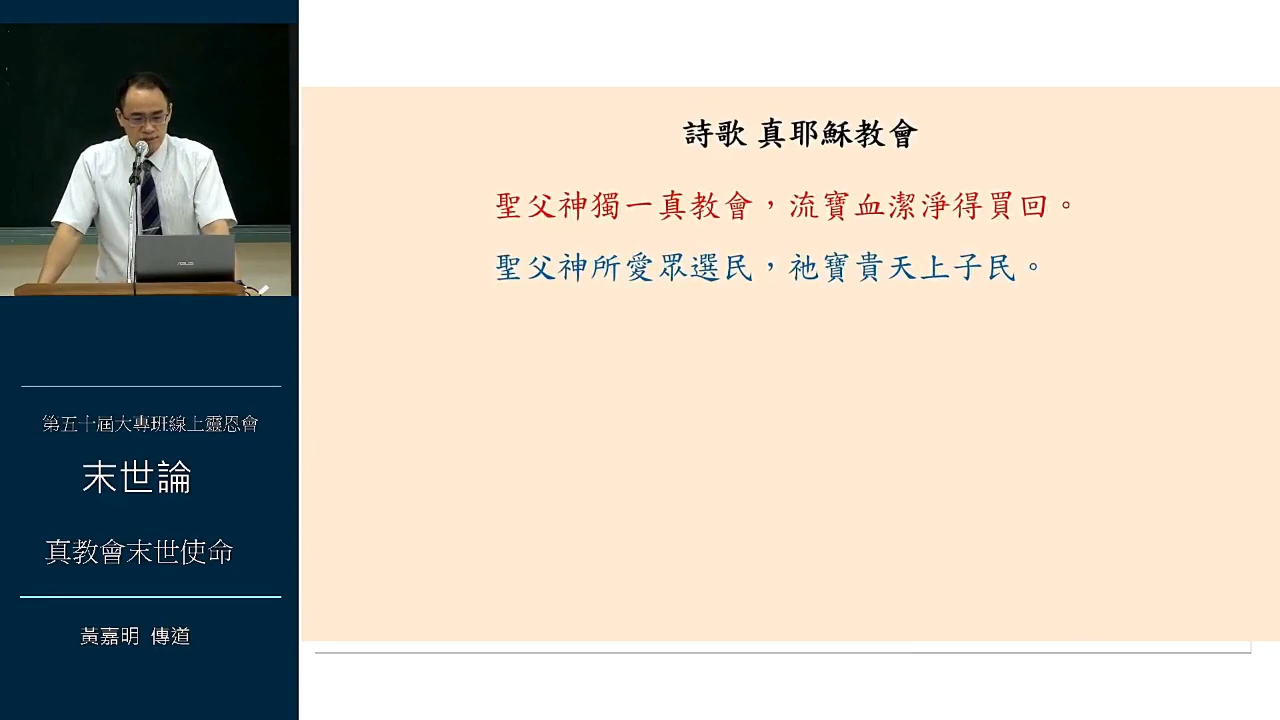 ASUS
第五十屆大專班線上靈恩會
末世論
真教會末世使命
黃嘉明 傳道
詩歌 真耶穌教會
聖父神獨一真教會，流寶血潔淨得買回。
聖父神所愛眾選民，祂寶貴天上子民。